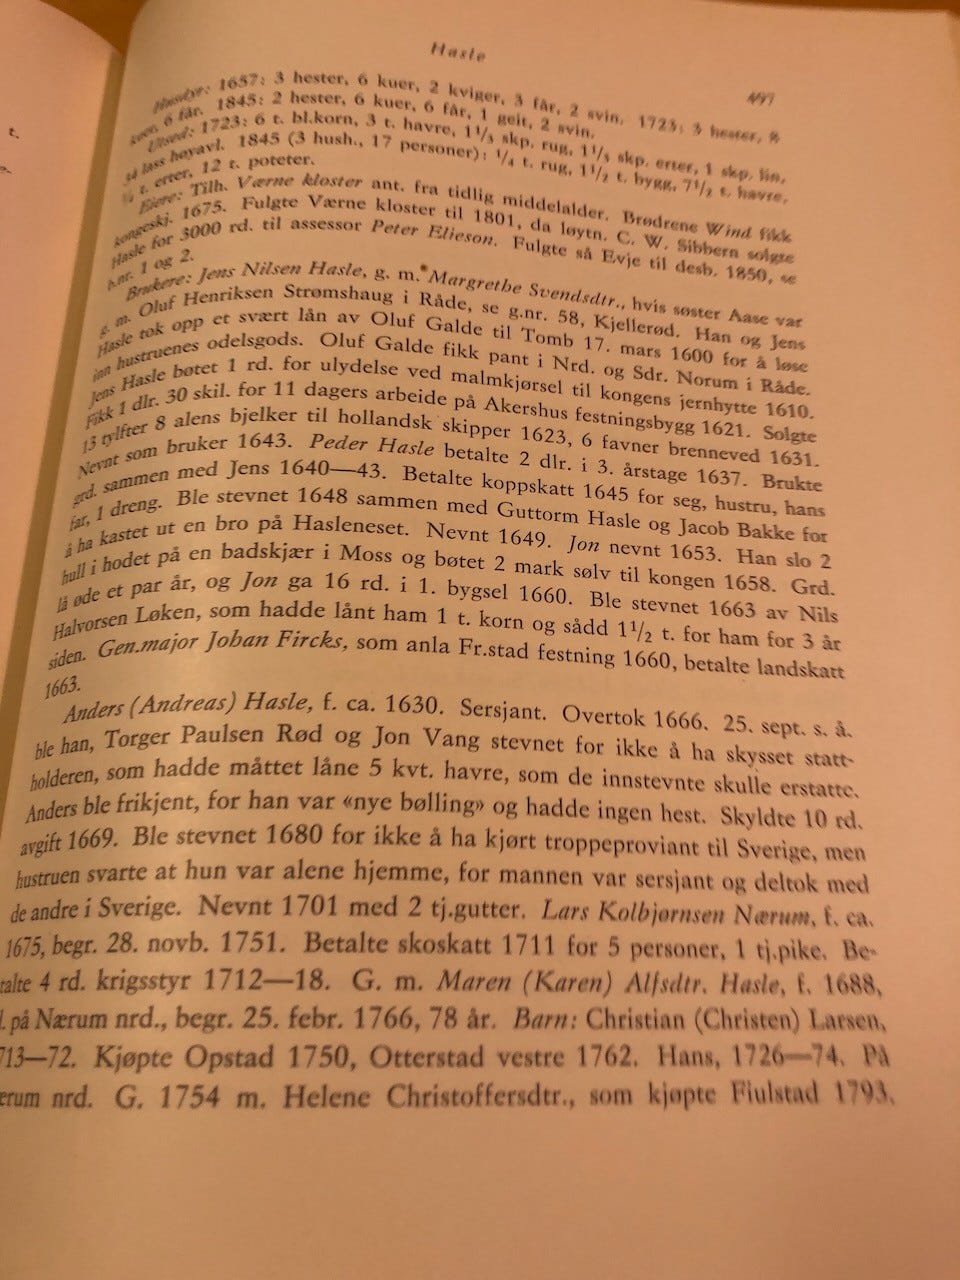 Hasle
Husdyr: 1657: 3 hester, 6 kuer, 2 kviger, 3 får, 2 svin. 1723: 3 hester, 8
kuer, 6 får. 1845: 2 hester, 6 kuer, 6 får, 1 geit, 2 svin.
Utsed: 1723: 6 t. bl.korn, 3 t. havre, 1 1/3 skp. rug, 1 1/3 skp. erter, 1 skp. lin,
34 lass høyavl. 1845 (3 hush., 17 personer): 1/4 t. rug, 1 1/2 t. bygg, 7 1/2 t. havre,
t. erter, 12 t. poteter.
Eiere: Tilh. Værne kloster ant. fra tidlig middelalder. Brødrene Wind fikk
kongeskj. 1675. Fulgte Værne kloster til 1801, da løytn. C. W. Sibbern solgte
Hasle for 3000 rd. til assessor Peter Elieson. Fulgte så Evje til desb. 1850, se
b.nr. 1 og 2.
Brukere: Jens Nilsen Hasle, g. m. Margrethe Svendsdtr., hvis søster Aase var
g. m. Oluf Henriksen Strømshaug i Råde, se g.nr. 58, Kjellerød. Han og Jens
Hasle tok opp et svært lån av Oluf Galde til Tomb 17. mars 1600 for å løse
inn hustruenes odelsgods. Oluf Galde fikk pant i Nrd. og Sdr. Norum i Råde.
Jens Hasle bøtet 1 rd. for ulydelse ved malmkjørsel til kongens jernhytte 1610.
Fikk 1 dlr. 30 skil. for 11 dagers arbeide på Akershus festningsbygg 1621. Solgte
13 tylfter 8 alens bjelker til hollandsk skipper 1623, 6 favner brenneved 1631.
Nevnt som bruker 1643. Peder Hasle betalte 2 dlr. i 3. årstage 1637. Brukte
grd. sammen med Jens 1640—43. Betalte koppskatt 1645 for seg, hustru, hans
far, 1 dreng. Ble stevnet 1648 sammen med Guttorm Hasle og Jacob Bakke for
å ha kastet ut en bro på Hasleneset. Nevnt 1649. Jon nevnt 1653. Han slo 2
hull i hodet på en badskjær i Moss og bøtet 2 mark sølv til kongen 1658. Grd.
lå øde et par år, og Jon ga 16 rd. i 1. bygsel 1660. Ble stevnet 1663 av Nils
Halvorsen Løken, som hadde lånt ham 1 t. korn og sådd 1 1/2 t. for ham for 3 år
siden. Gen.major Johan Fircks, som anla Fr.stad festning 1660, betalte landskatt
1663.
Anders (Andreas) Hasle, f. ca. 1630. Sersjant. Overtok 1666. 25. sept. s. å.
ble han, Torger Paulsen Rød og Jon Vang stevnet for ikke å ha skysset statt-
holderen, som hadde måttet låne 5 kvt. havre, som de innstevnte skulle erstatte.
Anders ble frikjent, for han var «nye bølling» og hadde ingen hest. Skyldte 10 rd.
avgift 1669. Ble stevnet 1680 for ikke å ha kjørt troppeproviant til Sverige, men
hustruen svarte at hun var alene hjemme, for mannen var sersjant og deltok med
de andre i Sverige. Nevnt 1701 med 2 tj.gutter. Lars Kolbjørnsen Nærum, f. ca.
1675, begr. 28. novb. 1751. Betalte skoskatt 1711 for 5 personer, 1 tj.pike. Be-
talte 4 rd. krigsstyr 1712—18. G. m. Maren (Karen) Alfsdtr. Hasle, f. 1688,
på Nærum nrd., begr. 25. febr. 1766, 78 år. Barn: Christian (Christen) Larsen,
713—72. Kjøpte Opstad 1750, Otterstad vestre 1762. Hans, 1726—74. På
ærum nrd. G. 1754 m. Helene Christoffersdtr., som kjøpte Fiulstad 1793.